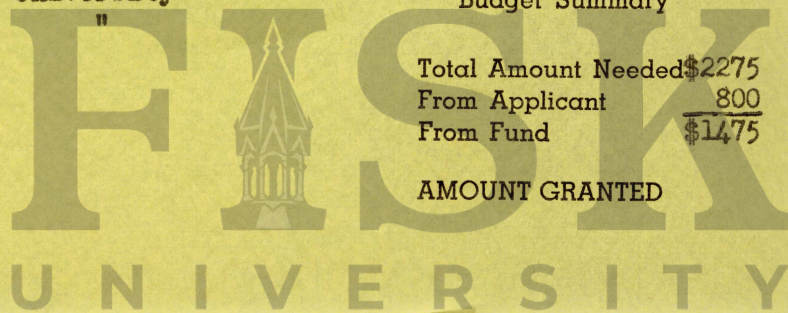 "
Budget Summary
Total Amount Needed $2275
From Applicant 800
From Fund $1475
AMOUNT GRANTED
FISK
UNIVERSITY